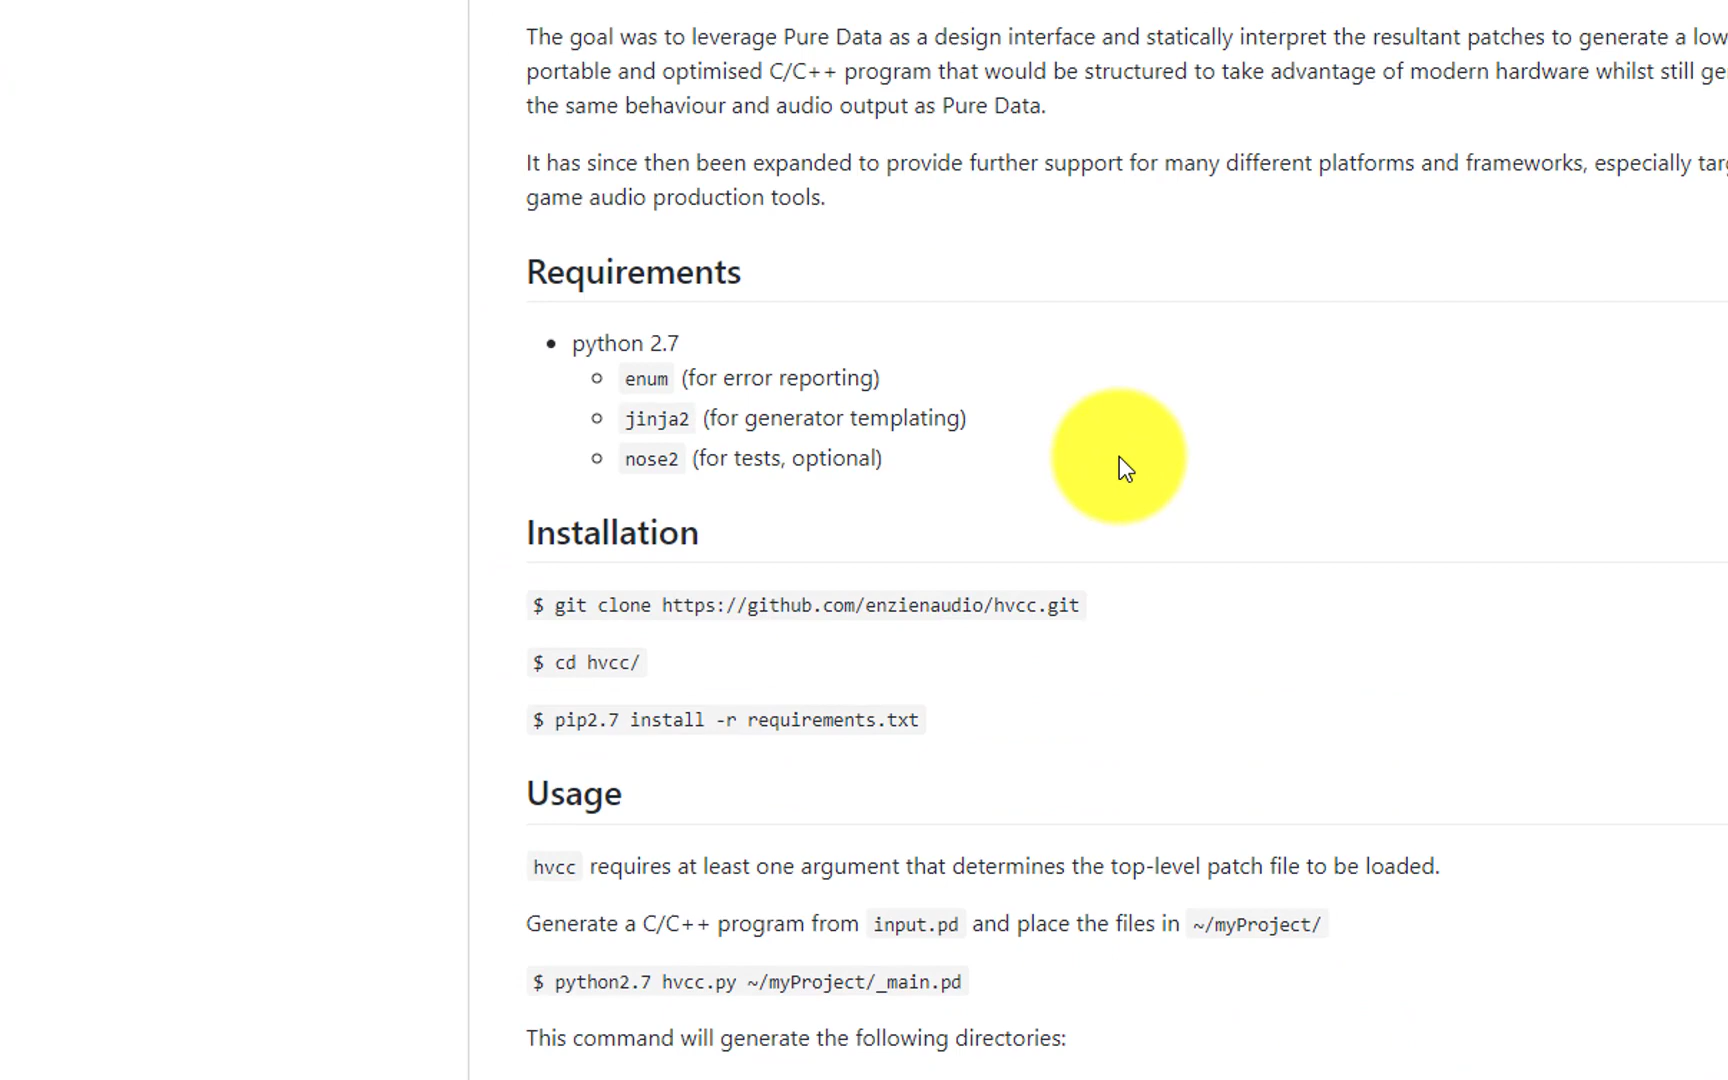 The goal was to leverage Pure Data as a design interface and statically interpret the resultant patches to generate a low
portable and optimised C/C++ program that would be structured to take advantage of modern hardware whilst still ge
the same behaviour and audio output as Pure Data.
It has since then been expanded to provide further support for many different platforms and frameworks, especially targ
game audio production tools.
Requirements
• python 2.7
enum (for error reporting)
jinja2 (for generator templating)
nose2 (for tests, optional)
Installation
$ git clone https://github.com/enzienaudio/hvcc.git
$ cd hvcc/
$ pip2.7 install -r requirements.txt
Usage
hvcc requires at least one argument that determines the top-level patch file to be loaded.
Generate a C/C++ program from input.pd and place the files in ~/myProject/
$ python2.7 hvcc.py ~/myProject/_main.pd
This command will generate the following directories: